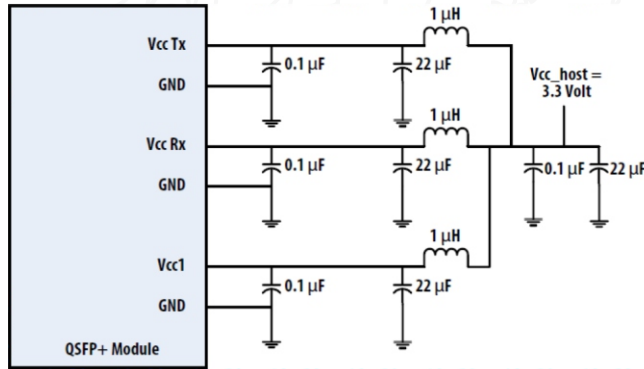 1 µH
Vcc Tx
0.1 µF
22 µF
GND
Vcc_host =
3.3 Volt
1 µH
Vcc Rx
0.1 µF
22 µF
0.1 µF
22 µF
GND
1 µH
Vcc1
0.1 µF
22 µF
GND
QSFP+ Module